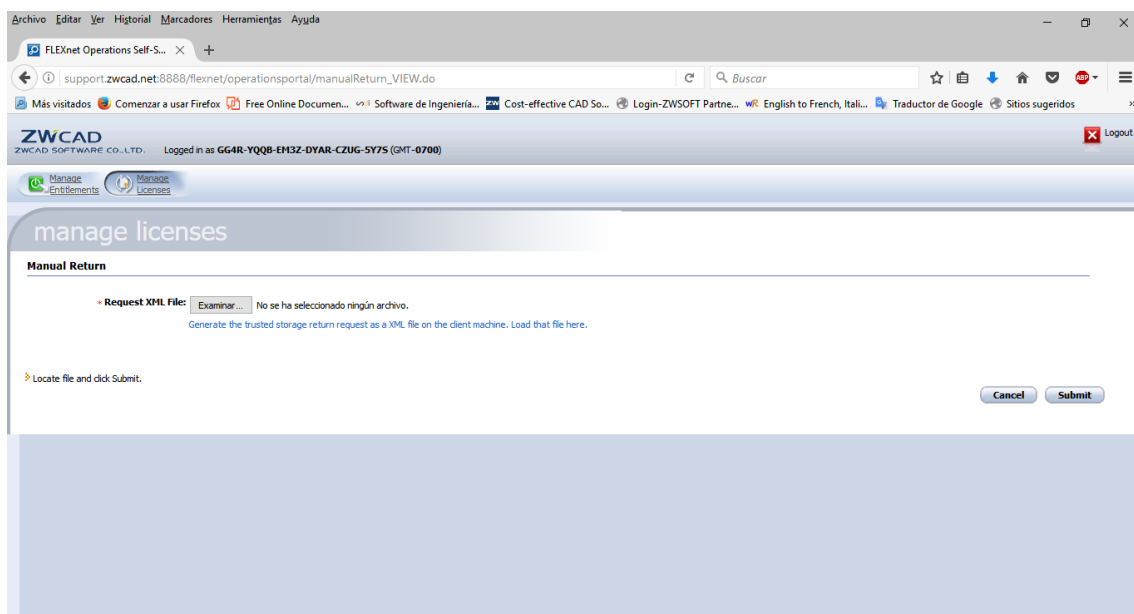 Archivo Editar Ver Historial Marcadores Herramientas Ayuda
FLEXnet Operations Self-S...
support.zwcad.net:8888/flexnet/operationsportal/manualReturn_VIEW.do Buscar ABP
Más visitados Comenzar a usar Firefox Free Online Documen... Software de Ingeniería... ZW Cost-effective CAD So... Login-ZWSOFT Partne... wR English to French, Itali... Traductor de Google Sitios sugeridos
ZWCAD
ZWCAD SOFTWARE CO.,LTD. Logged in as GG4R-YQQB-EM3Z-DYAR-CZUG-5Y7S (GMT-0700) Logout
Manage Manage
Entitlements Licenses
manage licenses
Manual Return
* Request XML File: Examinar... No se ha seleccionado ningún archivo.
Generate the trusted storage return request as a XML file on the client machine. Load that file here.
Locate file and click Submit.
Cancel Submit